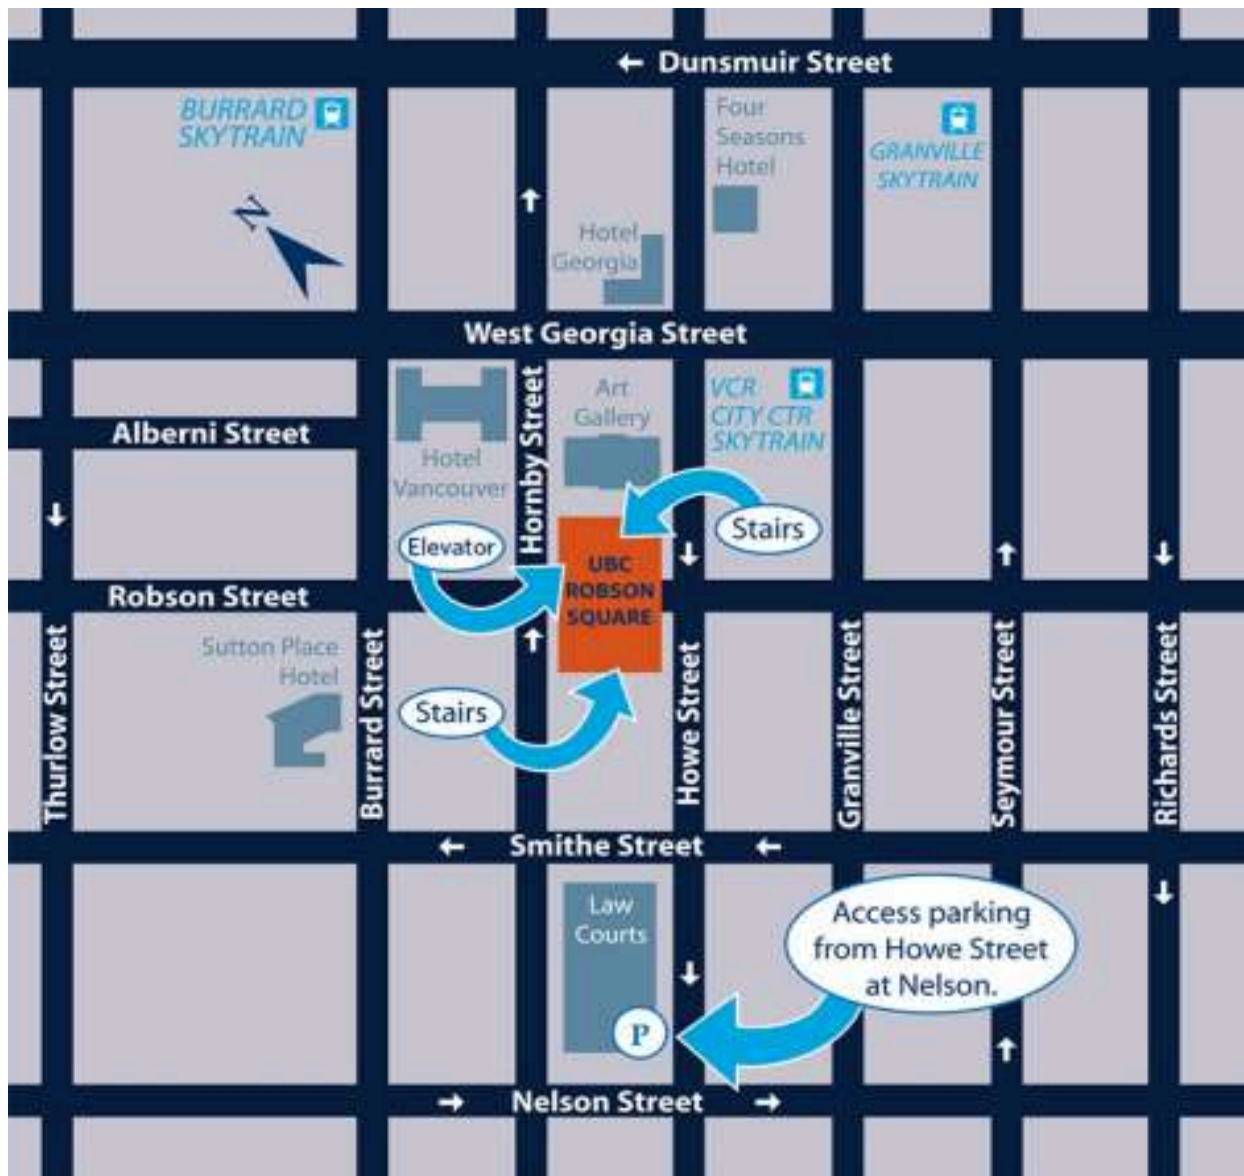 ← Dunsmuir Street
BURRARD
SKYTRAIN
Four
Seasons
Hotel
GRANVILLE
SKYTRAIN
N
Hotel
Georgia
West Georgia Street
Hornby Street
Art
Gallery
VCR
CITY CTR
SKYTRAIN
Alberni Street
Hotel
Vancouver
Stairs
Elevator
UBC
ROBSON
SQUARE
Robson Street
Sutton Place
Hotel
Stairs
Thurlow Street
Burrard Street
Howe Street
Granville Street
Seymour Street
Richards Street
← Smithe Street ←
Law
Courts
Access parking
from Howe Street
at Nelson.
P
→ Nelson Street →